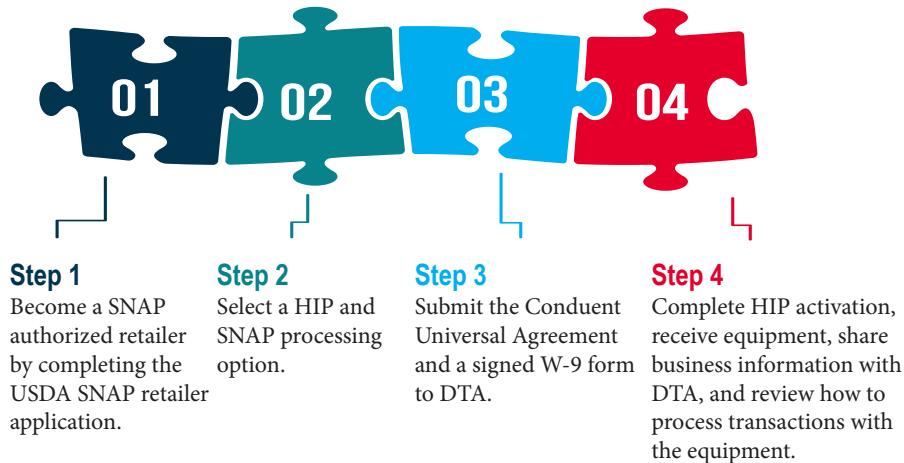 01
02
03
04
Step 1
Become a SNAP
authorized retailer
by completing the
USDA SNAP retailer
application.
Step 2
Select a HIP and
SNAP processing
option.
Step 3
Submit the Conduent
Universal Agreement
and a signed W-9 form
to DTA.
Step 4
Complete HIP activation,
receive equipment, share
business information with
DTA, and review how to
process transactions with
the equipment.